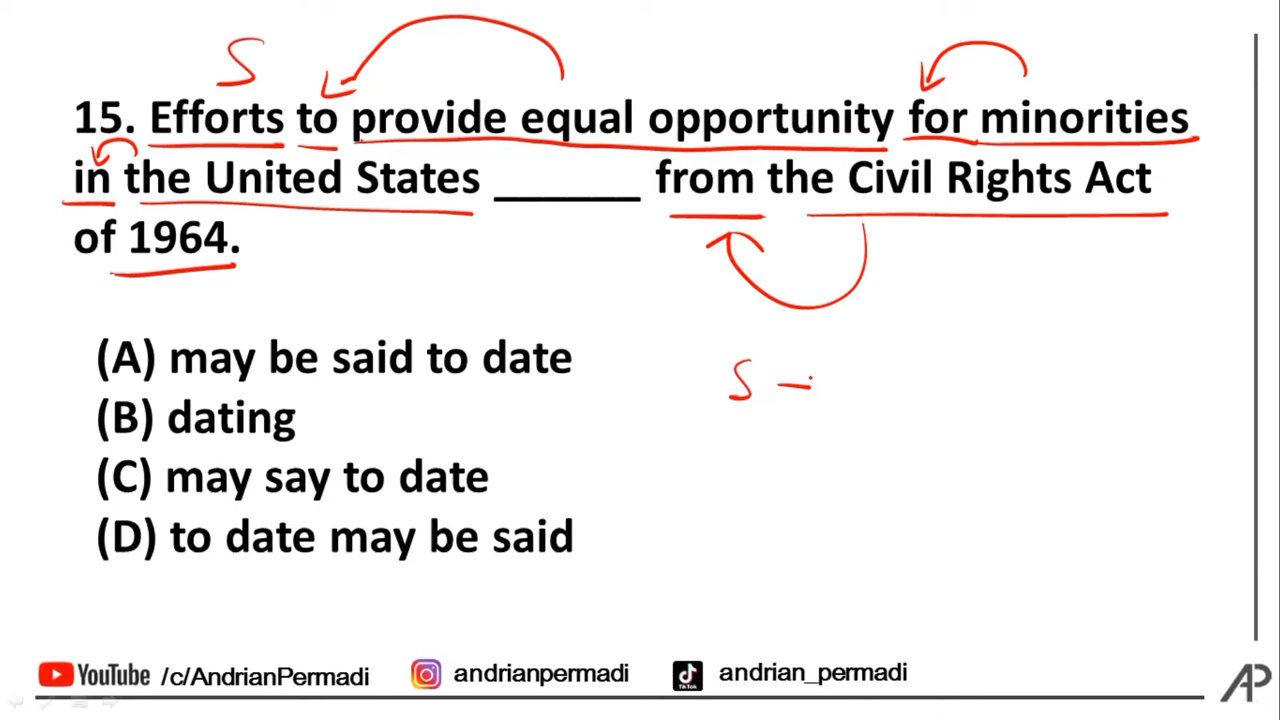 S
15. Efforts to provide equal opportunity for minorities
in the United States ______ from the Civil Rights Act
of 1964.
(A) may be said to date
S –
(B) dating
(C) may say to date
(D) to date may be said
YouTube /c/AndrianPermadi andrianpermadi TikTok andrian_permadi AP